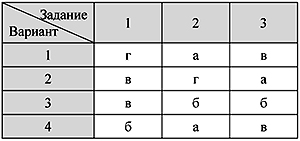 Задание
Вариант 1 2 3
1 г а в
2 в г а
3 в б б
4 б а в